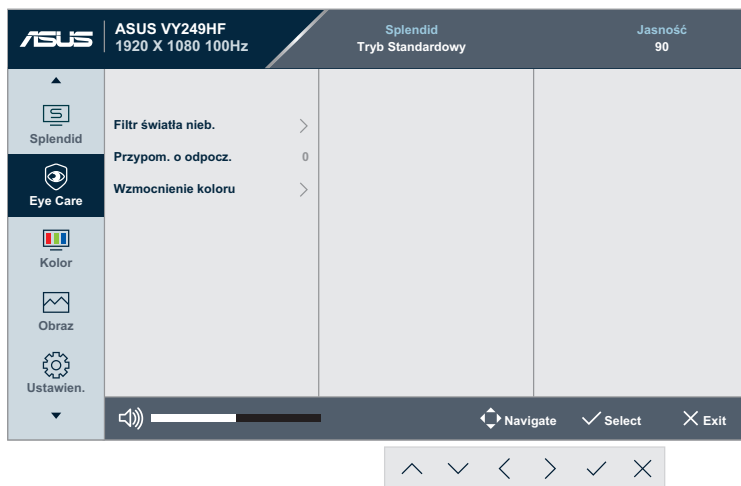 ASUS
ASUS VY249HF
1920 X 1080 100Hz
Splendid
Tryb Standardowy
Jasność
90
Splendid
Eye Care
Kolor
Obraz
Ustawien.
Filtr światła nieb.
Przypom. o odpocz. 0
Wzmocnienie koloru
Navigate
Select
Exit